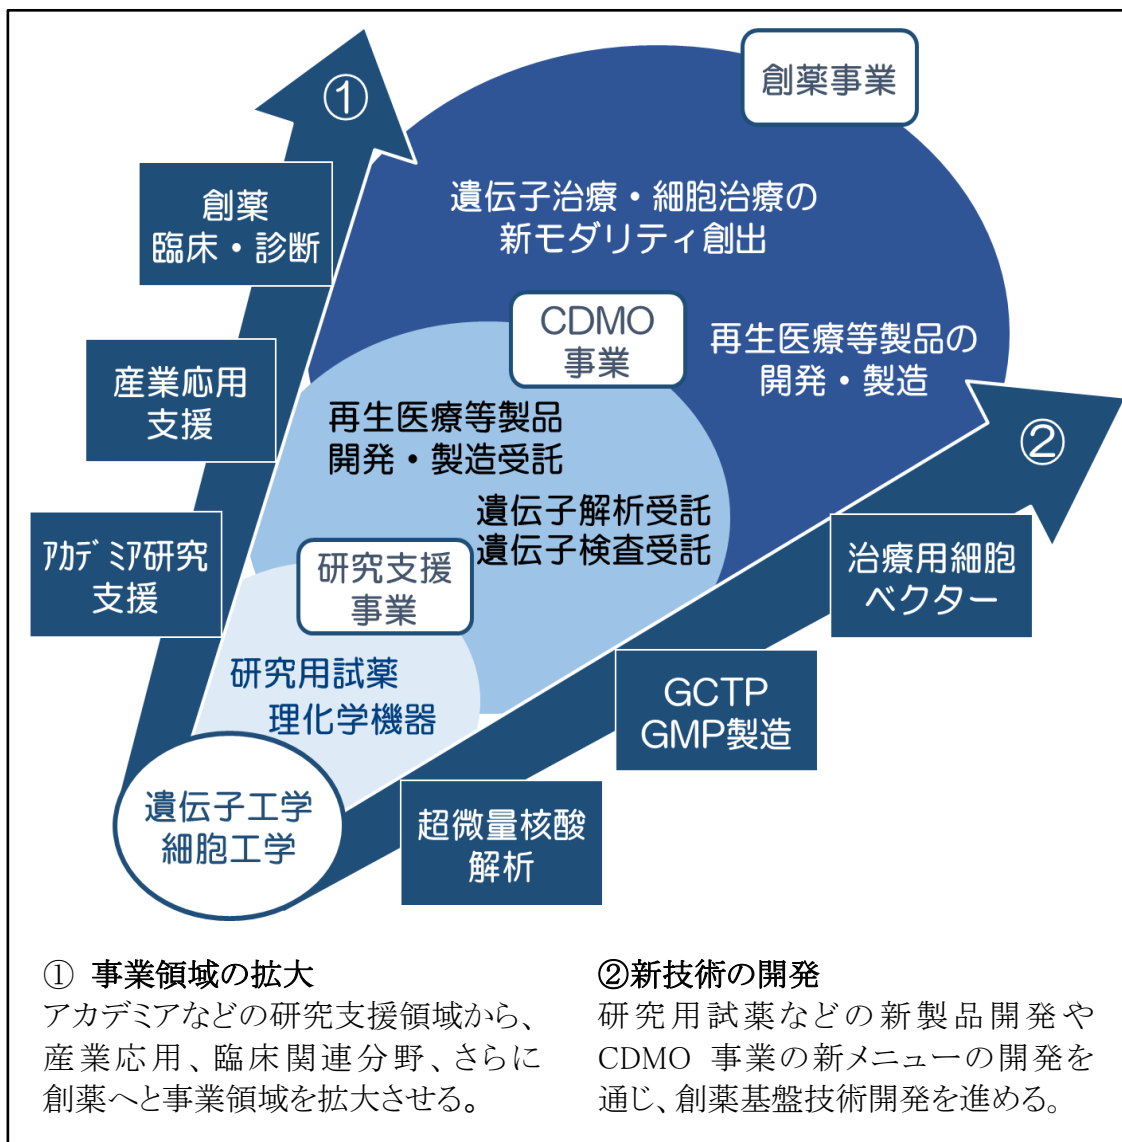 ①
創薬事業
創薬
臨床・診断
遺伝子治療・細胞治療の
新モダリティ創出
CDMO
事業
再生医療等製品の
開発・製造
産業応用
支援
再生医療等製品
開発・製造受託
②
遺伝子解析受託
遺伝子検査受託
アカデミア研究
支援
研究支援
事業
治療用細胞
ベクター
研究用試薬
理化学機器
GCTP
GMP製造
遺伝子工学
細胞工学
超微量核酸
解析
① 事業領域の拡大
アカデミアなどの研究支援領域から、
産業応用、臨床関連分野、さらに
創薬へと事業領域を拡大させる。
②新技術の開発
研究用試薬などの新製品開発や
CDMO 事業の新メニューの開発を
通じ、創薬基盤技術開発を進める。